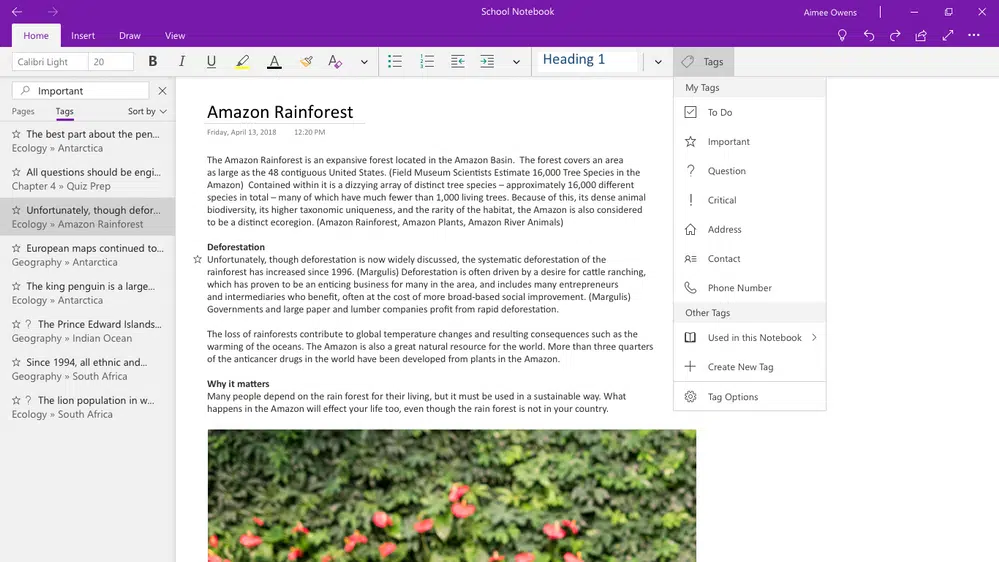 School Notebook
Aimee Owens
Home Insert Draw View
Calibri Light 20 B I U A A Heading 1 Tags
Important
Pages Tags Sort by
The best part about the pen...
Ecology » Antarctica
All questions should be engi...
Chapter 4 » Quiz Prep
Unfortunately, though defor...
Ecology » Amazon Rainforest
European maps continued to...
Geography » Antarctica
The king penguin is a large...
Ecology » Antarctica
? The Prince Edward Islands...
Geography » Indian Ocean
Since 1994, all ethnic and...
Geography » South Africa
? The lion population in w...
Ecology » South Africa
Amazon Rainforest
Friday, April 13, 2018 12:20 PM
The Amazon Rainforest is an expansive forest located in the Amazon Basin. The forest covers an area
as large as the 48 contiguous United States. (Field Museum Scientists Estimate 16,000 Tree Species in the
Amazon) Contained within it is a dizzying array of distinct tree species – approximately 16,000 different
species in total – many of which have much fewer than 1,000 living trees. Because of this, its dense animal
biodiversity, its higher taxonomic uniqueness, and the rarity of the habitat, the Amazon is also considered
to be a distinct ecoregion. (Amazon Rainforest, Amazon Plants, Amazon River Animals)
Deforestation
Unfortunately, though deforestation is now widely discussed, the systematic deforestation of the
rainforest has increased since 1996. (Margulis) Deforestation is often driven by a desire for cattle ranching,
which has proven to be an enticing business for many in the area, and includes many entrepreneurs
and intermediaries who benefit, often at the cost of more broad-based social improvement. (Margulis)
Governments and large paper and lumber companies profit from rapid deforestation.
The loss of rainforests contribute to global temperature changes and resulting consequences such as the
warming of the oceans. The Amazon is also a great natural resource for the world. More than three quarters
of the anticancer drugs in the world have been developed from plants in the Amazon.
Why it matters
Many people depend on the rain forest for their living, but it must be used in a sustainable way. What
happens in the Amazon will effect your life too, even though the rain forest is not in your country.
My Tags
To Do
Important
? Question
! Critical
Address
Contact
Phone Number
Other Tags
Used in this Notebook
Create New Tag
Tag Options